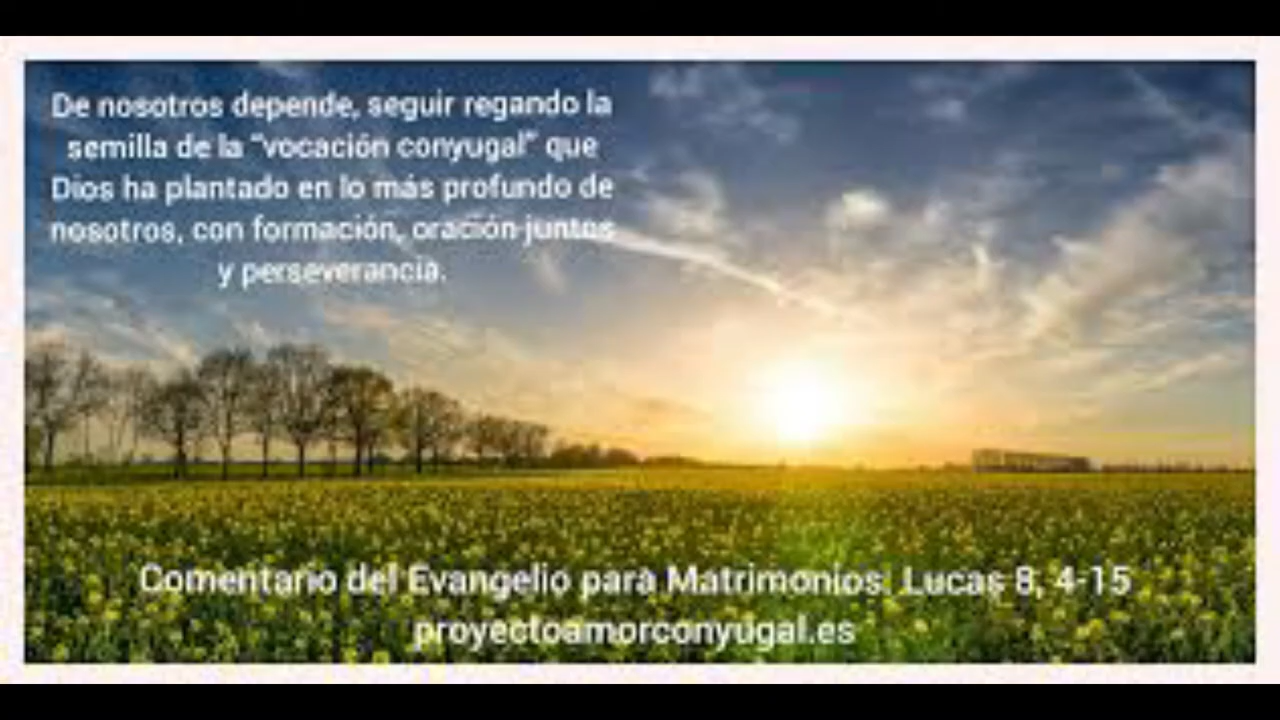 De nosotros depende, seguir regando la
semilla de la "vocación conyugal" que
Dios ha plantado en lo más profundo de
nosotros, con formación, oración juntos
y perseverancia.
Comentario del Evangelio para Matrimonios: Lucas 8, 4-15
proyectoamorconyugal.es